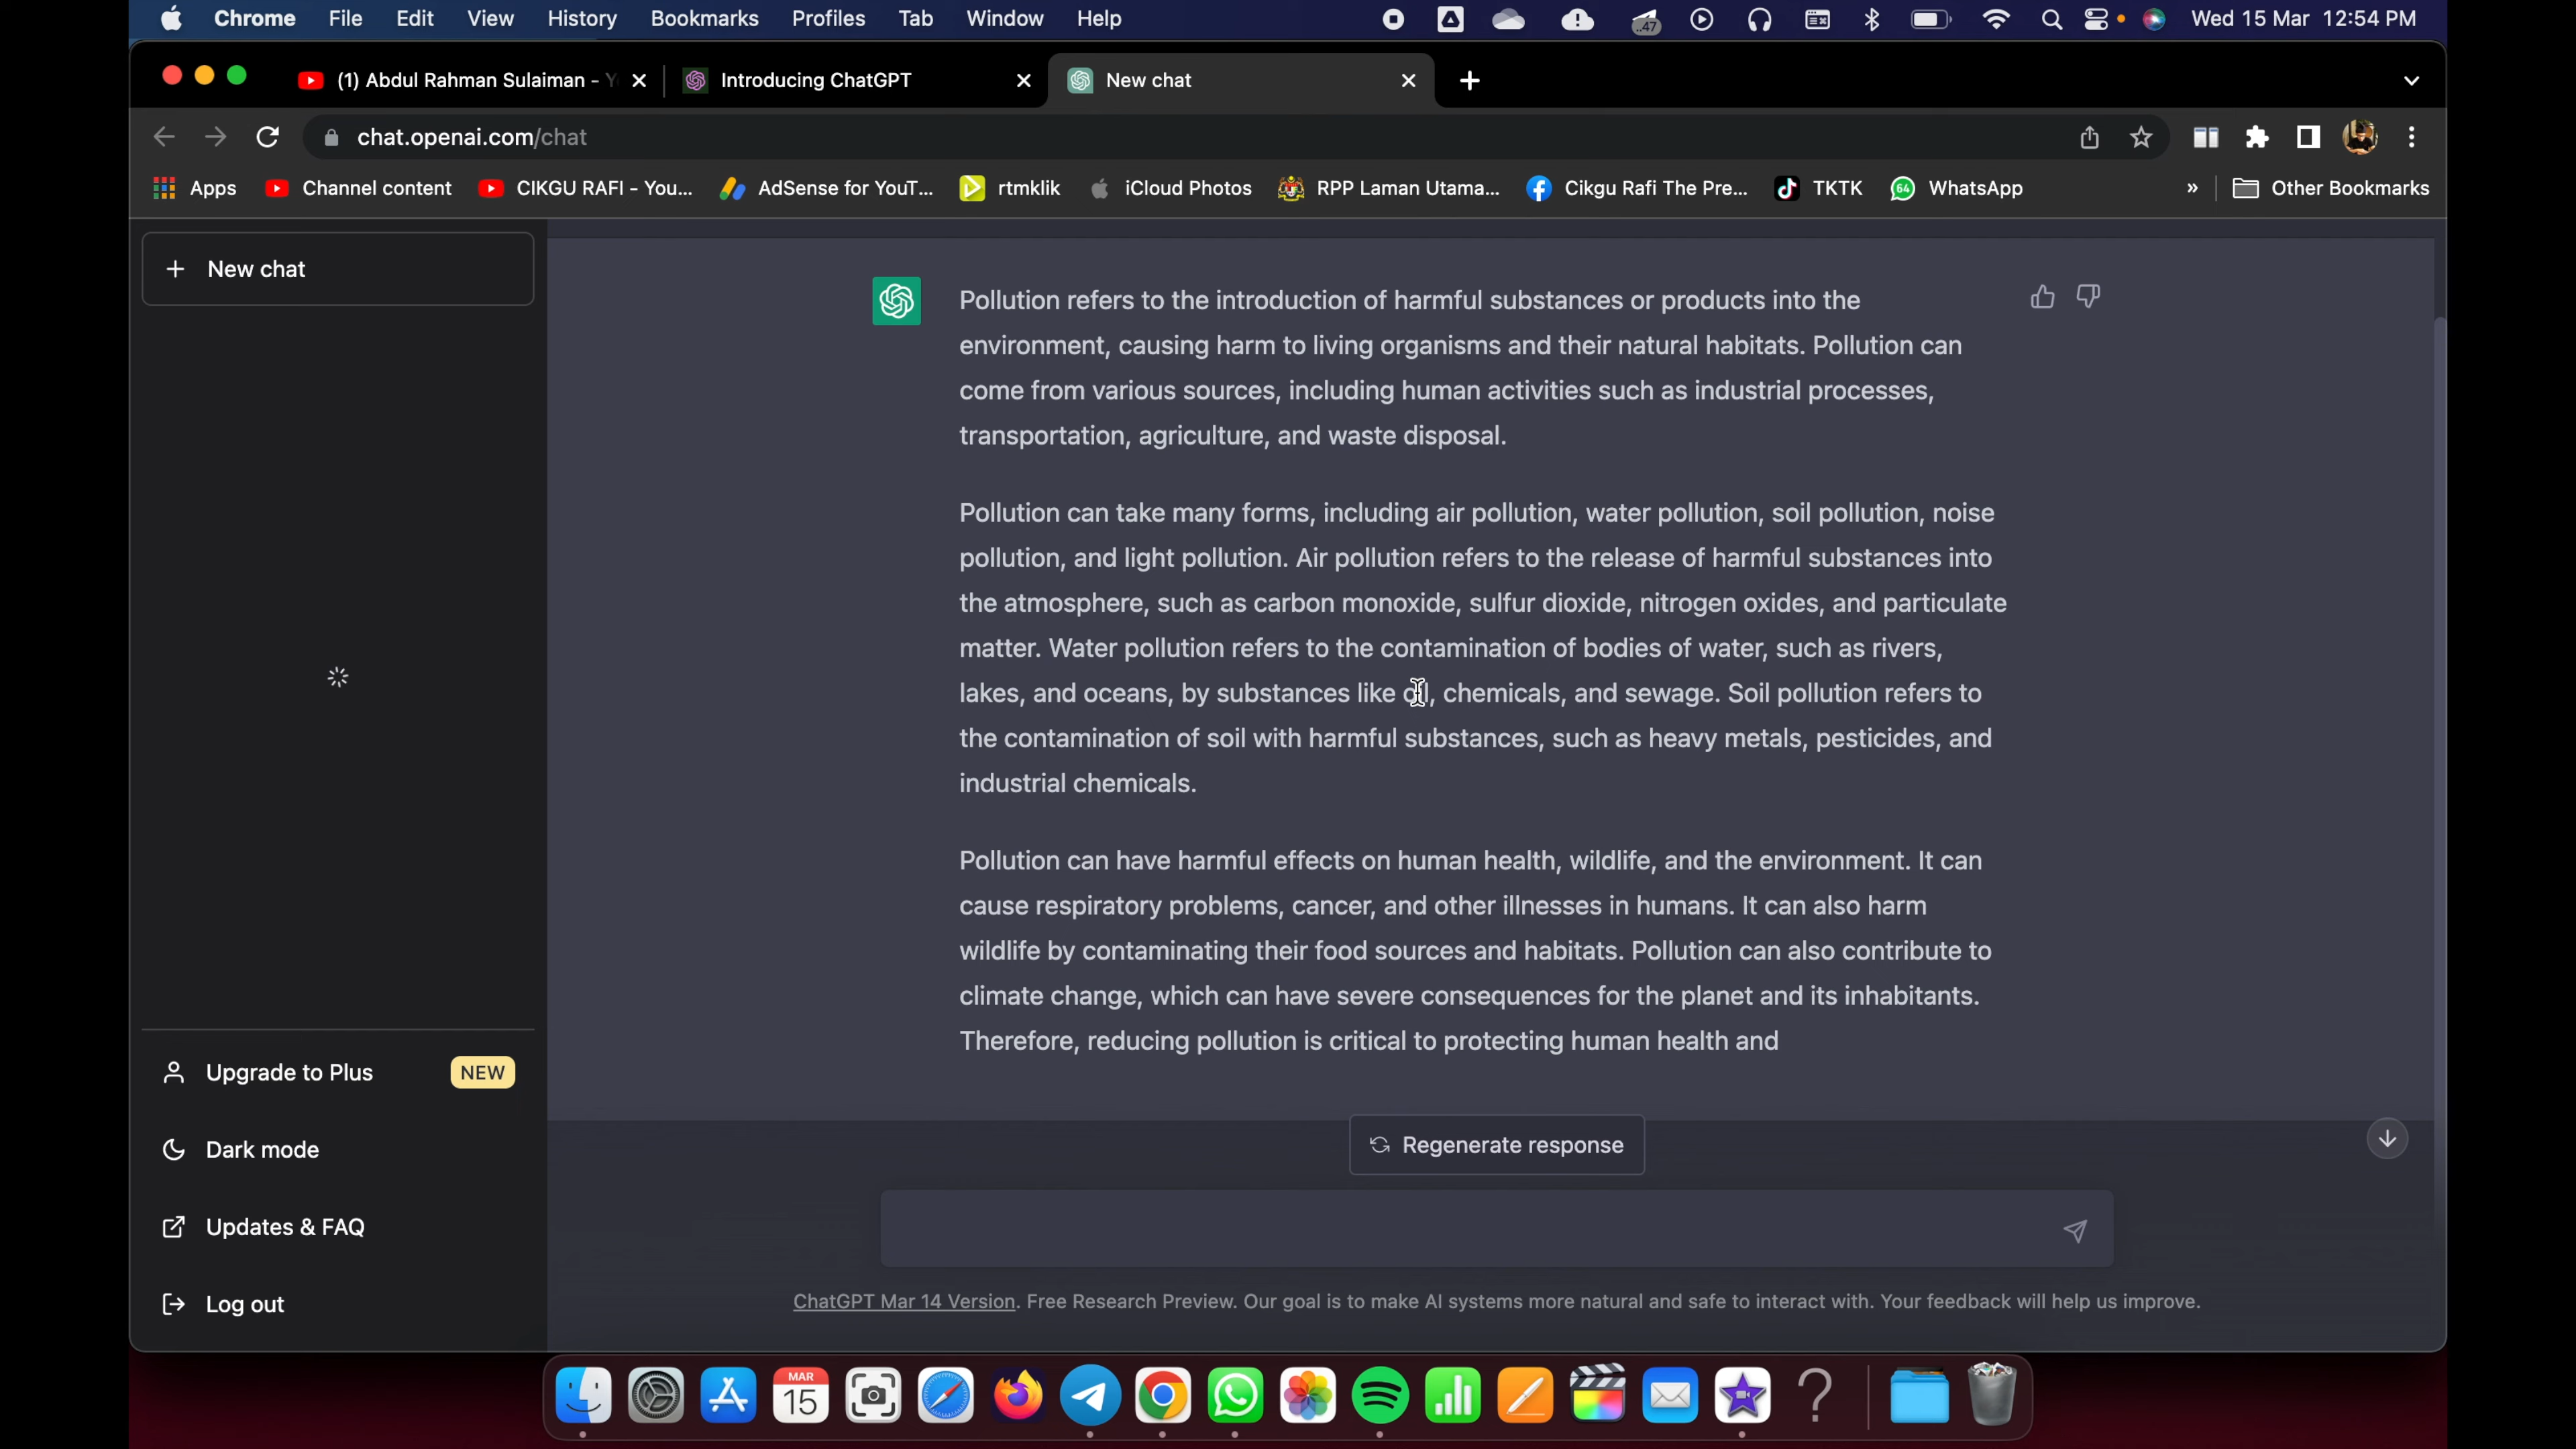 Chrome File Edit View History Bookmarks Profiles Tab Window Help
47
Wed 15 Mar 12:54 PM
(1) Abdul Rahman Sulaiman -
Introducing ChatGPT
New chat
chat.openai.com/chat
Apps
Channel content
CIKGU RAFI - You...
AdSense for YouT...
rtmklik
iCloud Photos
RPP Laman Utama...
Cikgu Rafi The Pre...
TKTK
64
WhatsApp
»
Other Bookmarks
+ New chat
Pollution refers to the introduction of harmful substances or products into the
environment, causing harm to living organisms and their natural habitats. Pollution can
come from various sources, including human activities such as industrial processes,
transportation, agriculture, and waste disposal.
Pollution can take many forms, including air pollution, water pollution, soil pollution, noise
pollution, and light pollution. Air pollution refers to the release of harmful substances into
the atmosphere, such as carbon monoxide, sulfur dioxide, nitrogen oxides, and particulate
matter. Water pollution refers to the contamination of bodies of water, such as rivers,
lakes, and oceans, by substances like oil, chemicals, and sewage. Soil pollution refers to
the contamination of soil with harmful substances, such as heavy metals, pesticides, and
industrial chemicals.
Pollution can have harmful effects on human health, wildlife, and the environment. It can
cause respiratory problems, cancer, and other illnesses in humans. It can also harm
wildlife by contaminating their food sources and habitats. Pollution can also contribute to
climate change, which can have severe consequences for the planet and its inhabitants.
Therefore, reducing pollution is critical to protecting human health and
Upgrade to Plus NEW
Dark mode
Updates & FAQ
Log out
Regenerate response
ChatGPT Mar 14 Version. Free Research Preview. Our goal is to make AI systems more natural and safe to interact with. Your feedback will help us improve.
MAR
15